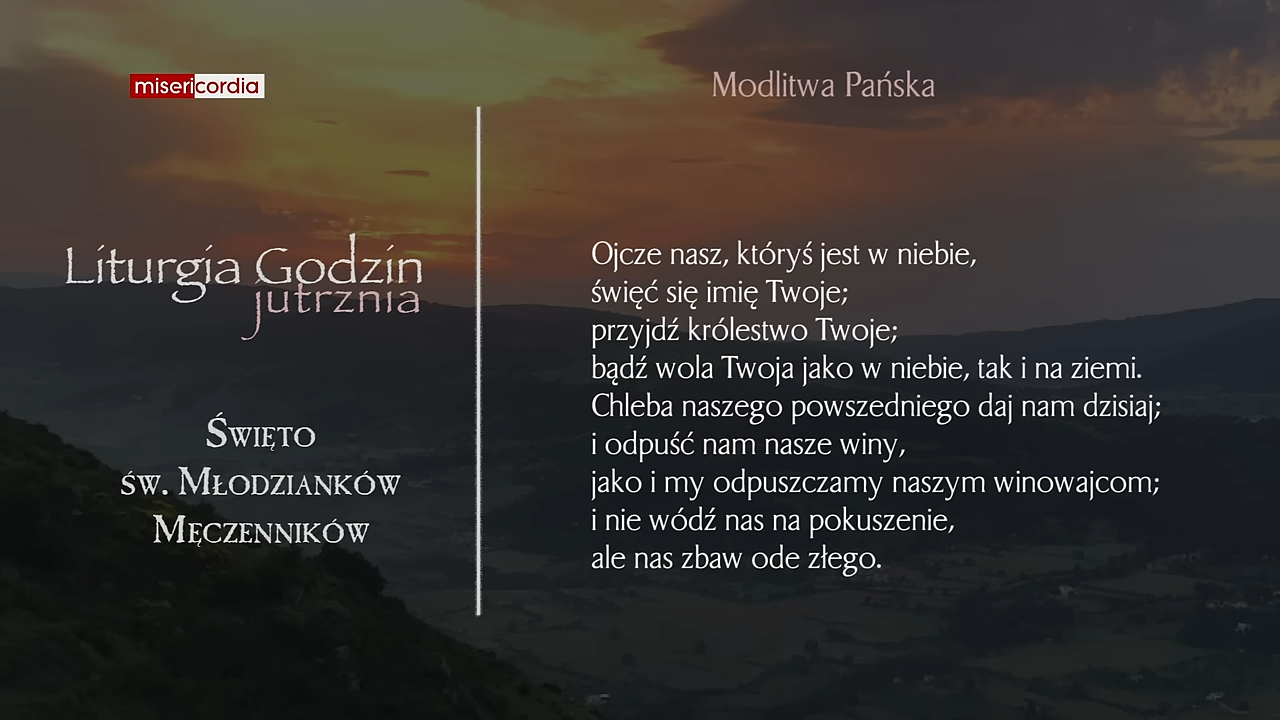 misericordia
Liturgia Godzin
jutrznia
Święto
św. Młodzianków
Męczenników
Modlitwa Pańska
Ojcze nasz, któryś jest w niebie,
święć się imię Twoje;
przyjdź królestwo Twoje;
bądź wola Twoja jako w niebie, tak i na ziemi.
Chleba naszego powszedniego daj nam dzisiaj;
i odpuść nam nasze winy,
jako i my odpuszczamy naszym winowajcom;
i nie wódź nas na pokuszenie,
ale nas zbaw ode złego.